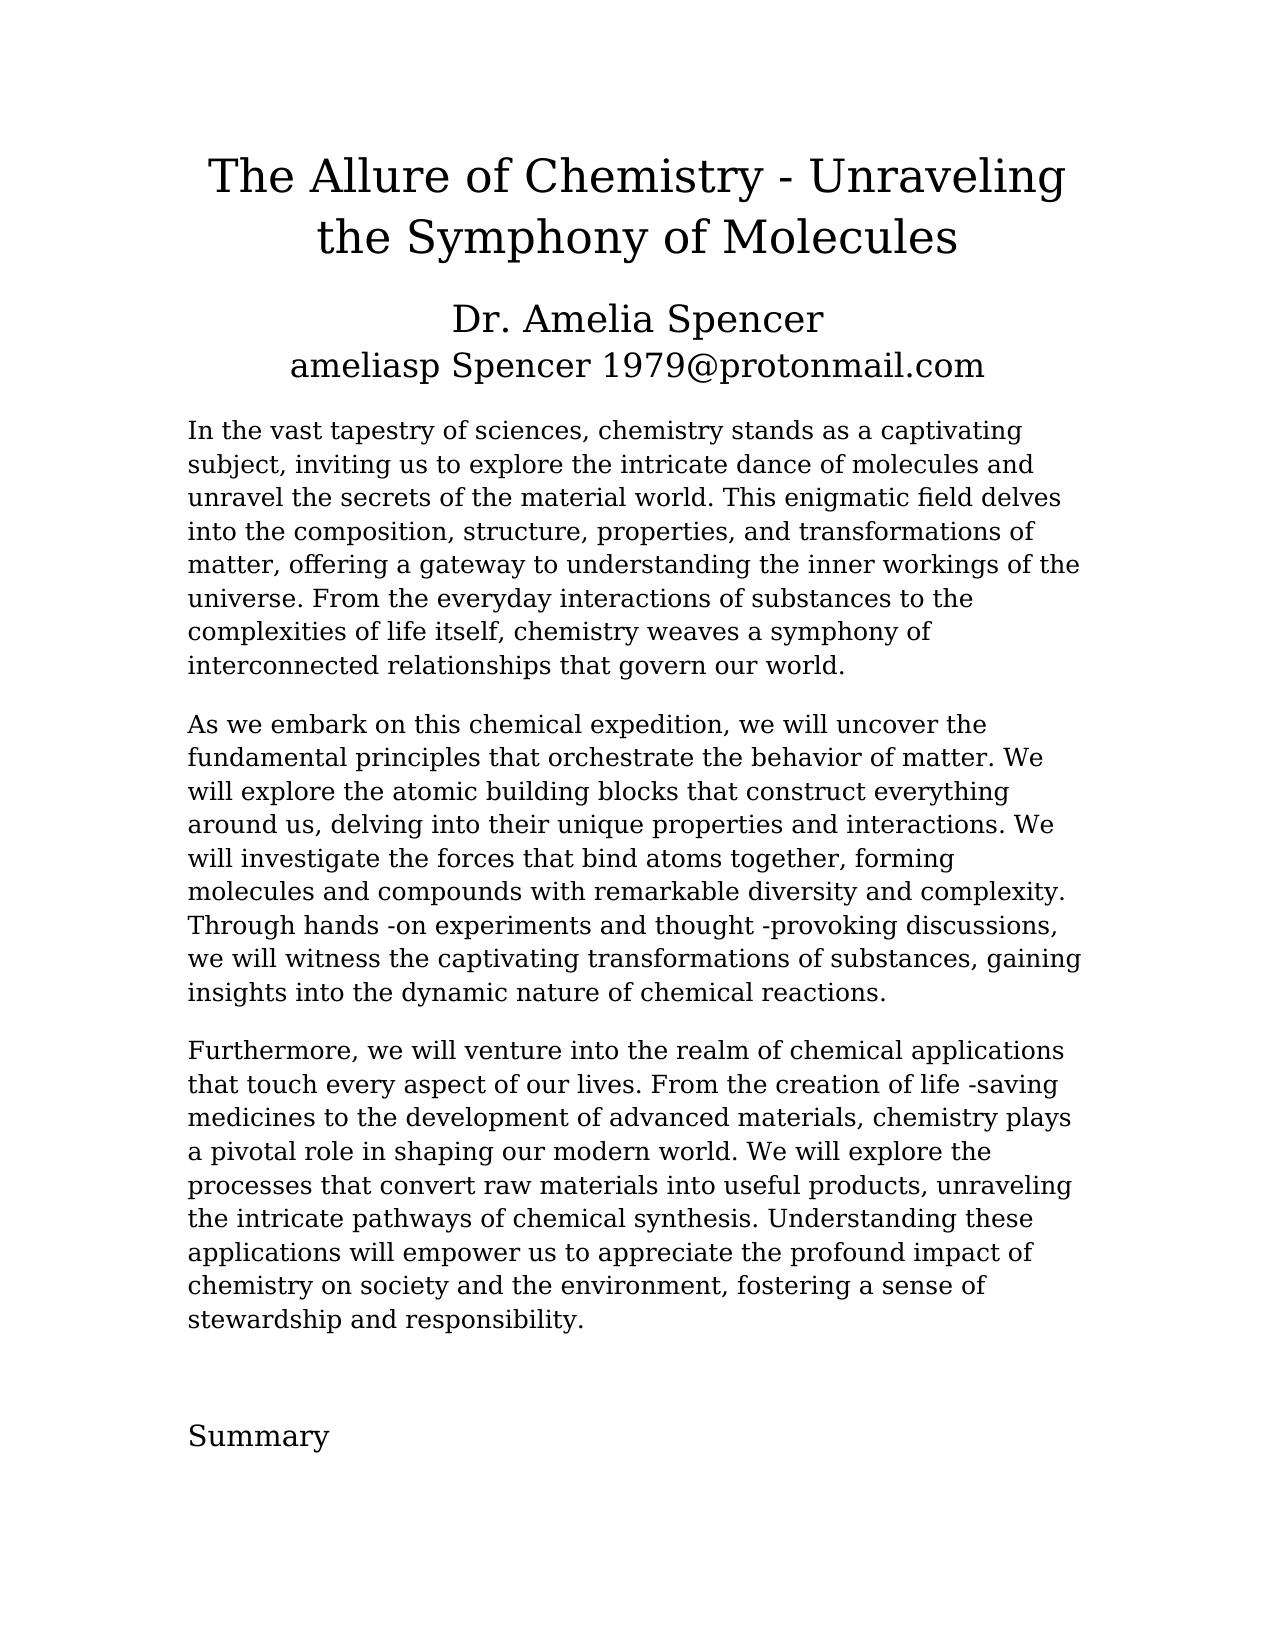 The Allure of Chemistry - Unraveling
the Symphony of Molecules
Dr. Amelia Spencer
ameliasp Spencer 1979@protonmail.com
In the vast tapestry of sciences, chemistry stands as a captivating
subject, inviting us to explore the intricate dance of molecules and
unravel the secrets of the material world. This enigmatic field delves
into the composition, structure, properties, and transformations of
matter, offering a gateway to understanding the inner workings of the
universe. From the everyday interactions of substances to the
complexities of life itself, chemistry weaves a symphony of
interconnected relationships that govern our world.
As we embark on this chemical expedition, we will uncover the
fundamental principles that orchestrate the behavior of matter. We
will explore the atomic building blocks that construct everything
around us, delving into their unique properties and interactions. We
will investigate the forces that bind atoms together, forming
molecules and compounds with remarkable diversity and complexity.
Through hands -on experiments and thought -provoking discussions,
we will witness the captivating transformations of substances, gaining
insights into the dynamic nature of chemical reactions.
Furthermore, we will venture into the realm of chemical applications
that touch every aspect of our lives. From the creation of life -saving
medicines to the development of advanced materials, chemistry plays
a pivotal role in shaping our modern world. We will explore the
processes that convert raw materials into useful products, unraveling
the intricate pathways of chemical synthesis. Understanding these
applications will empower us to appreciate the profound impact of
chemistry on society and the environment, fostering a sense of
stewardship and responsibility.
Summary